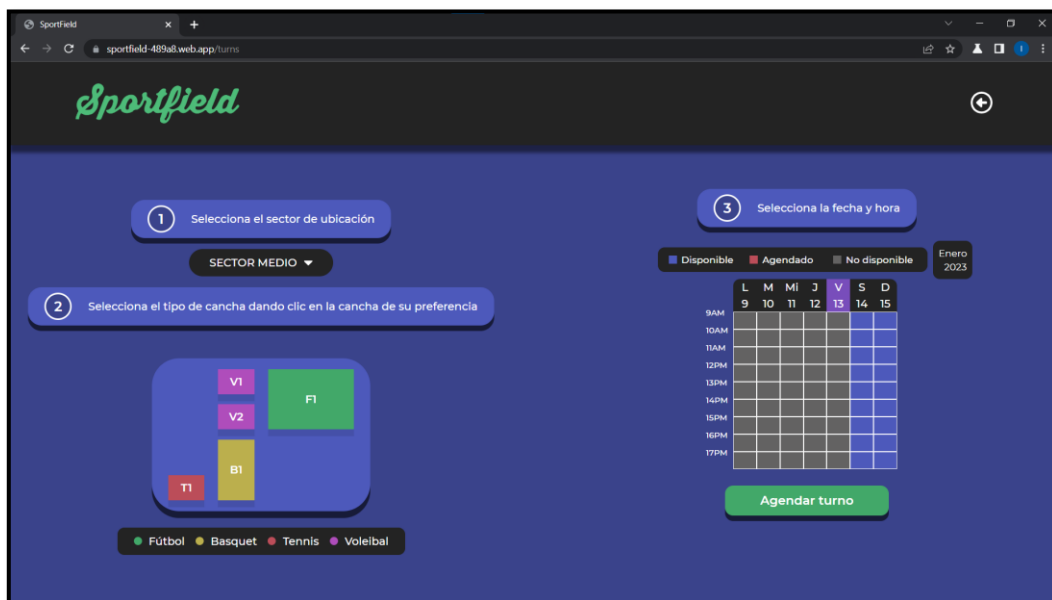 SportField
sportfield-489a8.web.app/turns
Sportfield
1 Selecciona el sector de ubicación
SECTOR MEDIO
2 Selecciona el tipo de cancha dando clic en la cancha de su preferencia
V1
F1
V2
B1
T1
Fútbol Basquet Tennis Voleibal
3 Selecciona la fecha y hora
Disponible Agendado No disponible
Enero
2023
L M Mi J V S D
9 10 11 12 13 14 15
9AM
10AM
11AM
12PM
13PM
14PM
15PM
16PM
17PM
Agendar turno